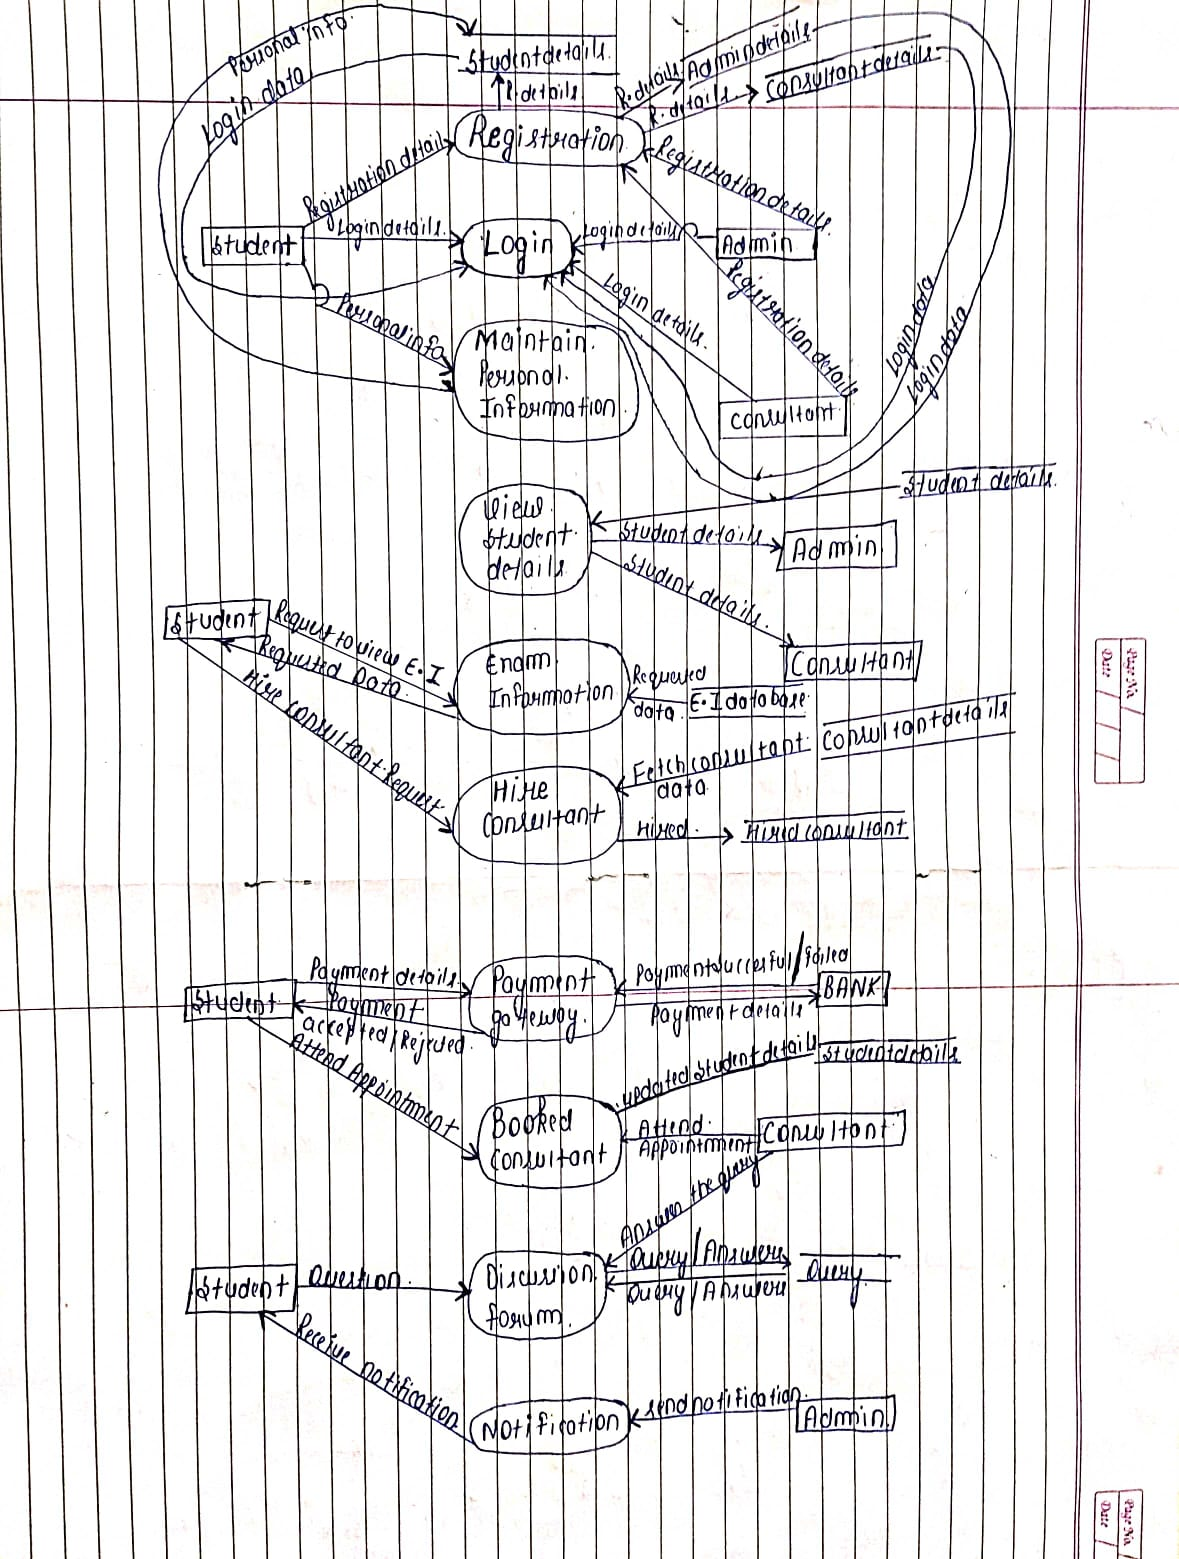 Personal info.
Login data
Student details.
R. details
R. details
Admin details
R. details
Consultant details
Registration
Registration details
Registration details.
Student
Login details.
Login
Login details
Admin
Personal info
Login details.
Registration details
Login data
Login data
Maintain.
Personal.
Information
Consultant.
Student details.
View
Student
details
Student details
Admin
Student details.
Student
Request to view E.I
Requested Data.
Exam
Information
Requested
data.
E.I database
Consultant
Hire consultant Request
Fetch consultant
data
Consultant details
Hire
Consultant
Hired.
Hired consultant
Payment details.
Payment
gateway.
Payment successful/failed
BANK
Student
Payment
accepted/Rejected.
Payment details
Attend Appointment
updated student details
Student details
Booked
Consultant
Attend.
Appointment
Consultant.
Answer the query
Student
Question.
Discussion
forum.
Query/Answers
Query/Answers
Query
Receive notification
Notification
send notification.
Admin
Page No.
Date
Page No.
Date